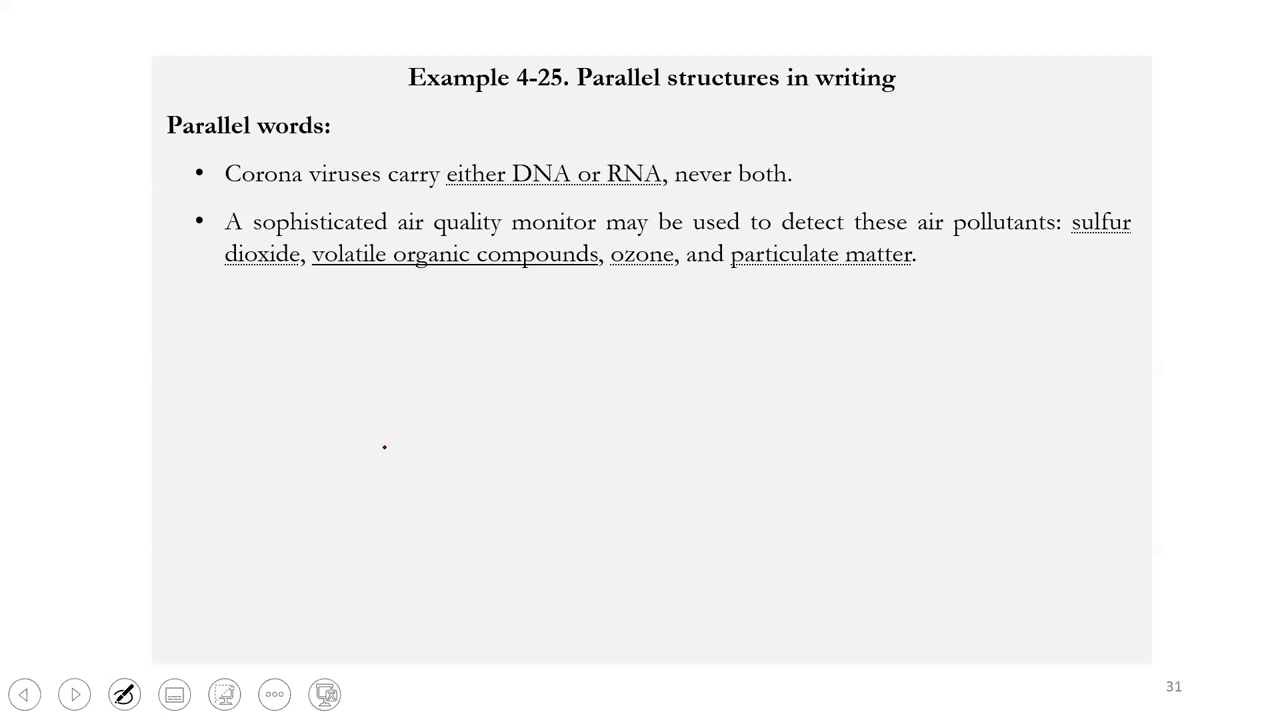 Example 4-25. Parallel structures in writing
Parallel words:
• Corona viruses carry either DNA or RNA, never both.
• A sophisticated air quality monitor may be used to detect these air pollutants: sulfur
dioxide, volatile organic compounds, ozone, and particulate matter.
31